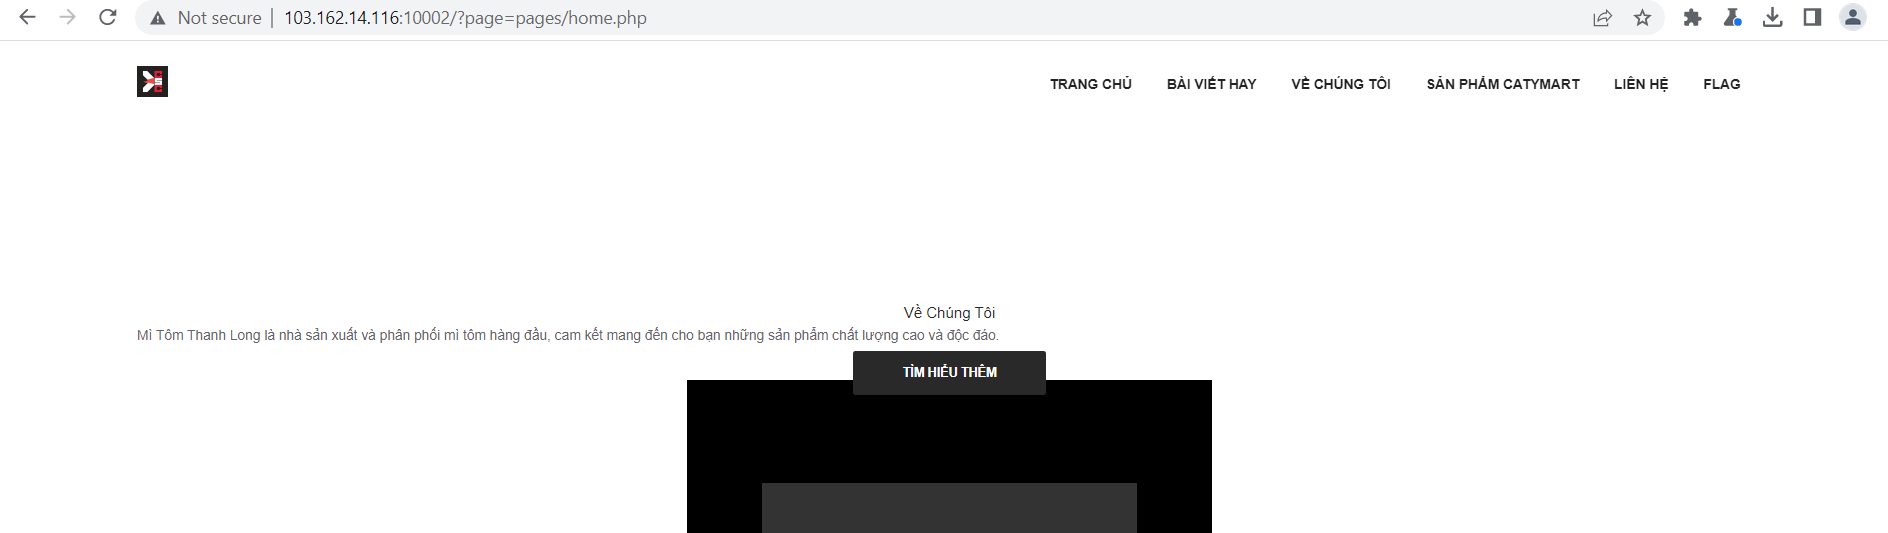 Not secure | 103.162.14.116:10002/?page=pages/home.php
CSC
TRANG CHỦ BÀI VIẾT HAY VỀ CHÚNG TÔI SẢN PHẨM CATYMART LIÊN HỆ FLAG
Về Chúng Tôi
Mì Tôm Thanh Long là nhà sản xuất và phân phối mì tôm hàng đầu, cam kết mang đến cho bạn những sản phẩm chất lượng cao và độc đáo.
TÌM HIỂU THÊM